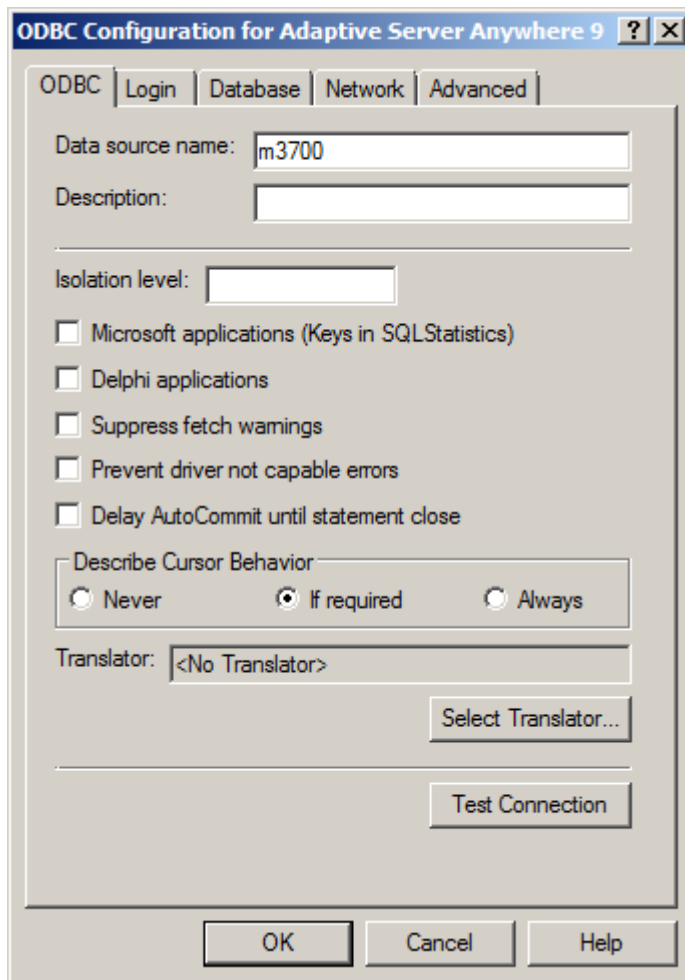 ODBC Configuration for Adaptive Server Anywhere 9
ODBC Login Database Network Advanced
Data source name: m3700
Description:
Isolation level:
Microsoft applications (Keys in SQLStatistics)
Delphi applications
Suppress fetch warnings
Prevent driver not capable errors
Delay AutoCommit until statement close
Describe Cursor Behavior
Never If required Always
Translator: <No Translator>
Select Translator...
Test Connection
OK Cancel Help